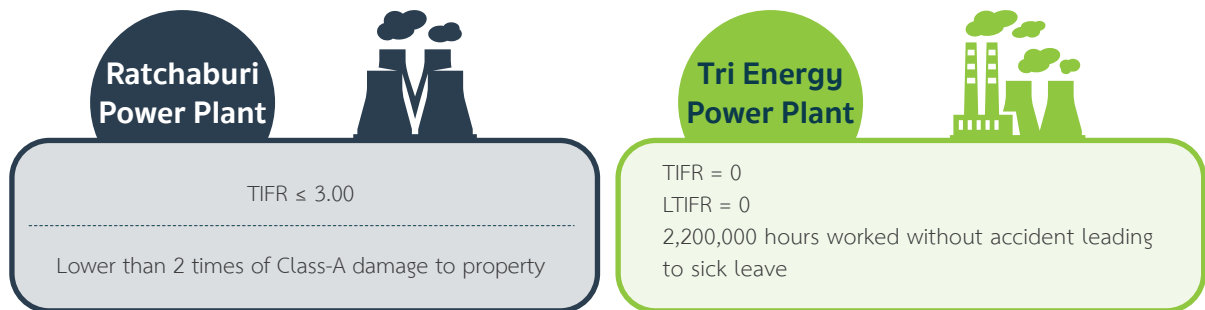 Ratchaburi
Power Plant
TIFR ≤ 3.00
Lower than 2 times of Class-A damage to property
Tri Energy
Power Plant
TIFR = 0
LTIFR = 0
2,200,000 hours worked without accident leading
to sick leave